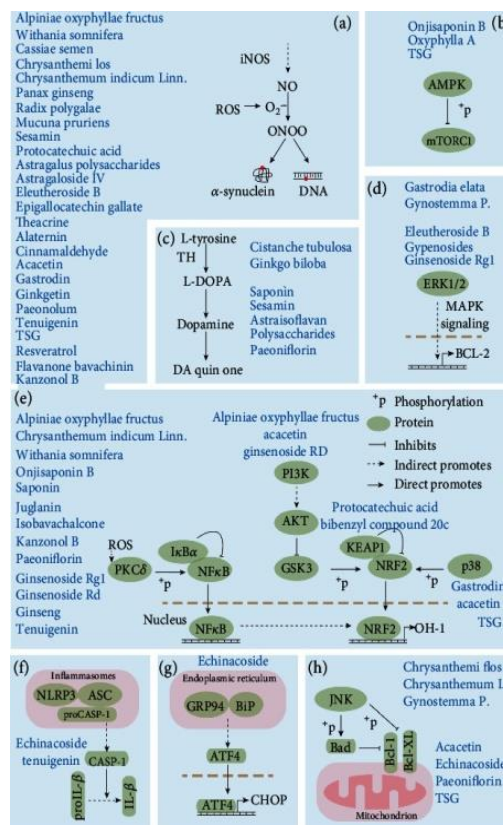 Alpiniae oxyphyllae fructus
Withania somnifera
Cassiae semen
Chrysanthemi los
Chrysanthemum indicum Linn.
Panax ginseng
Radix polygalae
Mucuna pruriens
Sesamin
Protocatechuic acid
Astragalus polysaccharides
Astragaloside IV
Eleutheroside B
Epigallocatechin gallate
Theacrine
Alaternin
Cinnamaldehyde
Acacetin
Gastrodin
Ginkgetin
Paeonolum
Tenuigenin
TSG
Resveratrol
Flavanone bavachinin
Kanzonol B
(a)
iNOS
NO
ROS
O2−
ONOO
α-synuclein
DNA
(b)
Onjisaponin B
Oxyphylla A
TSG
AMPK
+p
mTORC1
(c)
L-tyrosine
TH
L-DOPA
Dopamine
DA quin one
Cistanche tubulosa
Ginkgo biloba
Saponin
Sesamin
Astraisoflavan
Polysaccharides
Paeoniflorin
(d)
Gastrodia elata
Gynostemma P.
Eleutheroside B
Gypenosides
Ginsenoside Rg1
ERK1/2
MAPK
signaling
BCL-2
(e)
Alpiniae oxyphyllae fructus
Chrysanthemum indicum Linn.
Withania somnifera
Onjisaponin B
Saponin
Juglanin
Isobavachalcone
Kanzonol B
Paeoniflorin
Ginsenoside Rg1
Ginsenoside Rd
Ginseng
Tenuigenin
ROS
PKCδ
+p
IκBα
NFκB
Nucleus
NFκB
Alpiniae oxyphyllae fructus
acacetin
ginsenoside RD
PI3K
AKT
GSK3
+p
Protocatechuic acid
bibenzyl compound 20c
KEAP1
NRF2
+p
p38
Gastrodin
acacetin
TSG
NRF2
OH-1
+p Phosphorylation
Protein
Inhibits
Indirect promotes
Direct promotes
(f)
Inflammasomes
NLRP3
ASC
proCASP-1
Echinacoside
tenuigenin
CASP-1
proIL-β
IL-β
(g)
Echinacoside
Endoplasmic reticulum
GRP94
BiP
ATF4
ATF4
CHOP
(h)
Chrysanthemi flos
Chrysanthemum I.
Gynostemma P.
JNK
+p
+p
Bad
Bcl-1
Bcl-XL
Mitochondrion
Acacetin
Echinacoside
Paeoniflorin
TSG